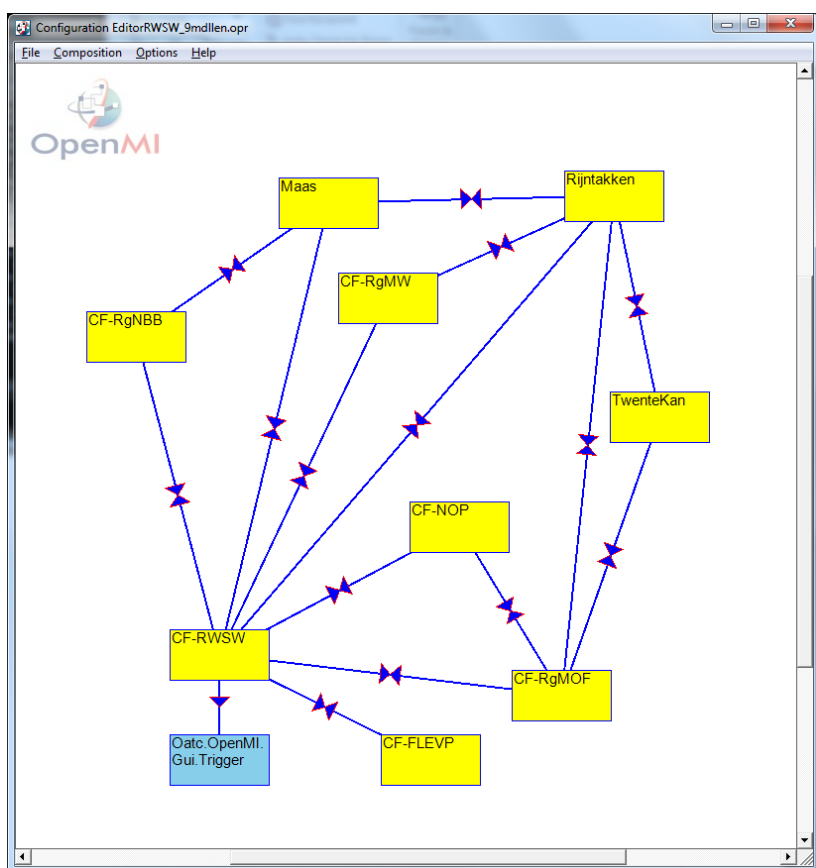 Configuration EditorRWSW_9mdllen.opr
File Composition Options Help
OpenMI
Maas
Rijntakken
CF-RgMW
CF-RgNBB
TwenteKan
CF-NOP
CF-RWSW
CF-RgMOF
Oatc.OpenMI.
Gui.Trigger
CF-FLEVP